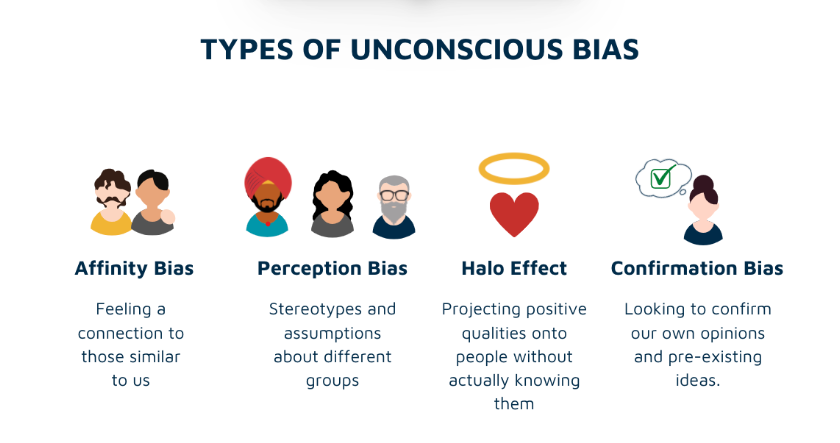 TYPES OF UNCONSCIOUS BIAS
Affinity Bias
Feeling a
connection to
those similar
to us
Perception Bias
Stereotypes and
assumptions
about different
groups
Halo Effect
Projecting positive
qualities onto
people without
actually knowing
them
Confirmation Bias
Looking to confirm
our own opinions
and pre-existing
ideas.